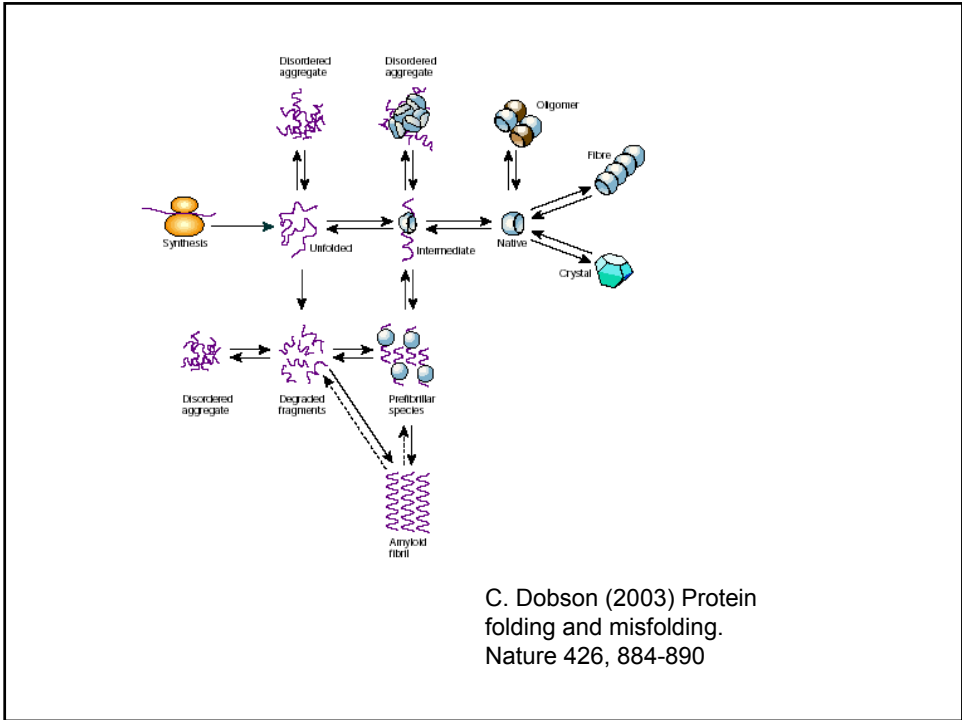 Disordered
aggregate
Disordered
aggregate
Oligomer
Fibre
Synthesis
Unfolded
Intermediate
Native
Crystal
Disordered
aggregate
Degraded
fragments
Prefibrillar
species
Amyloid
fibril
C. Dobson (2003) Protein
folding and misfolding.
Nature 426, 884-890